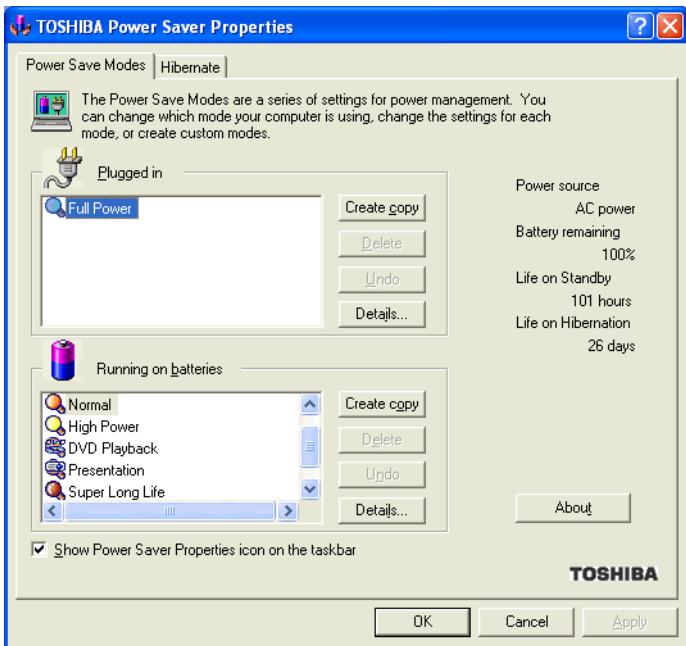 TOSHIBA Power Saver Properties
Power Save Modes
Hibernate
The Power Save Modes are a series of settings for power management. You
can change which mode your computer is using, change the settings for each
mode, or create custom modes.
Plugged in
Full Power
Create copy
Delete
Undo
Details...
Power source
AC power
Battery remaining
100%
Life on Standby
101 hours
Life on Hibernation
26 days
Running on batteries
Normal
High Power
DVD Playback
Presentation
Super Long Life
Create copy
Delete
Undo
Details...
About
Show Power Saver Properties icon on the taskbar
TOSHIBA
OK
Cancel
Apply